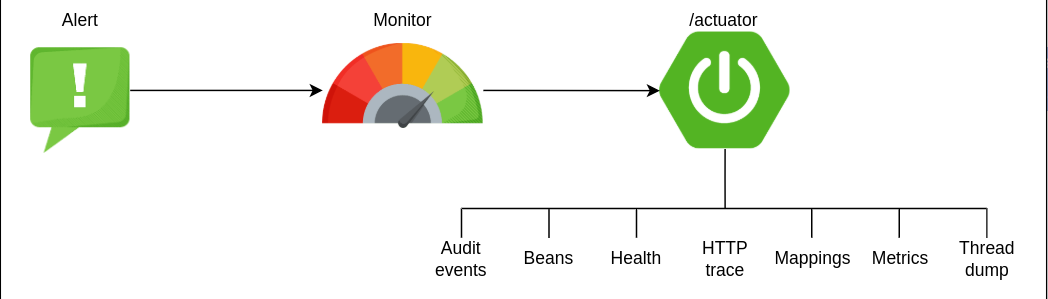 Alert
Monitor
/actuator
!
Audit
events
Beans
Health
HTTP
trace
Mappings
Metrics
Thread
dump